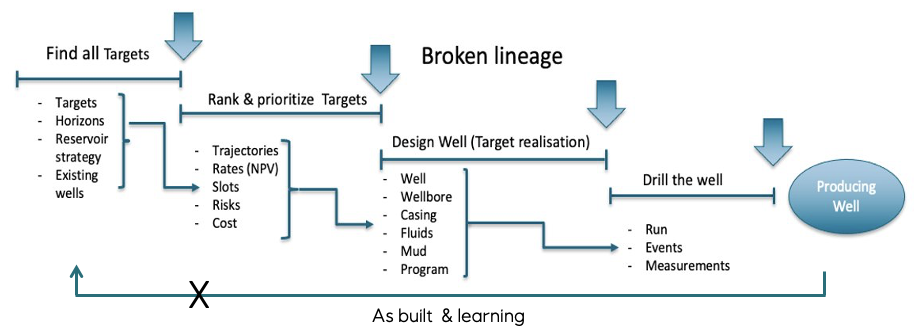 Broken lineage
Find all Targets
- Targets
- Horizons
- Reservoir
strategy
- Existing
wells
Rank & prioritize Targets
- Trajectories
- Rates (NPV)
- Slots
- Risks
- Cost
Design Well (Target realisation)
- Well
- Wellbore
- Casing
- Fluids
- Mud
- Program
Drill the well
- Run
- Events
- Measurements
Producing
Well
X
As built & learning